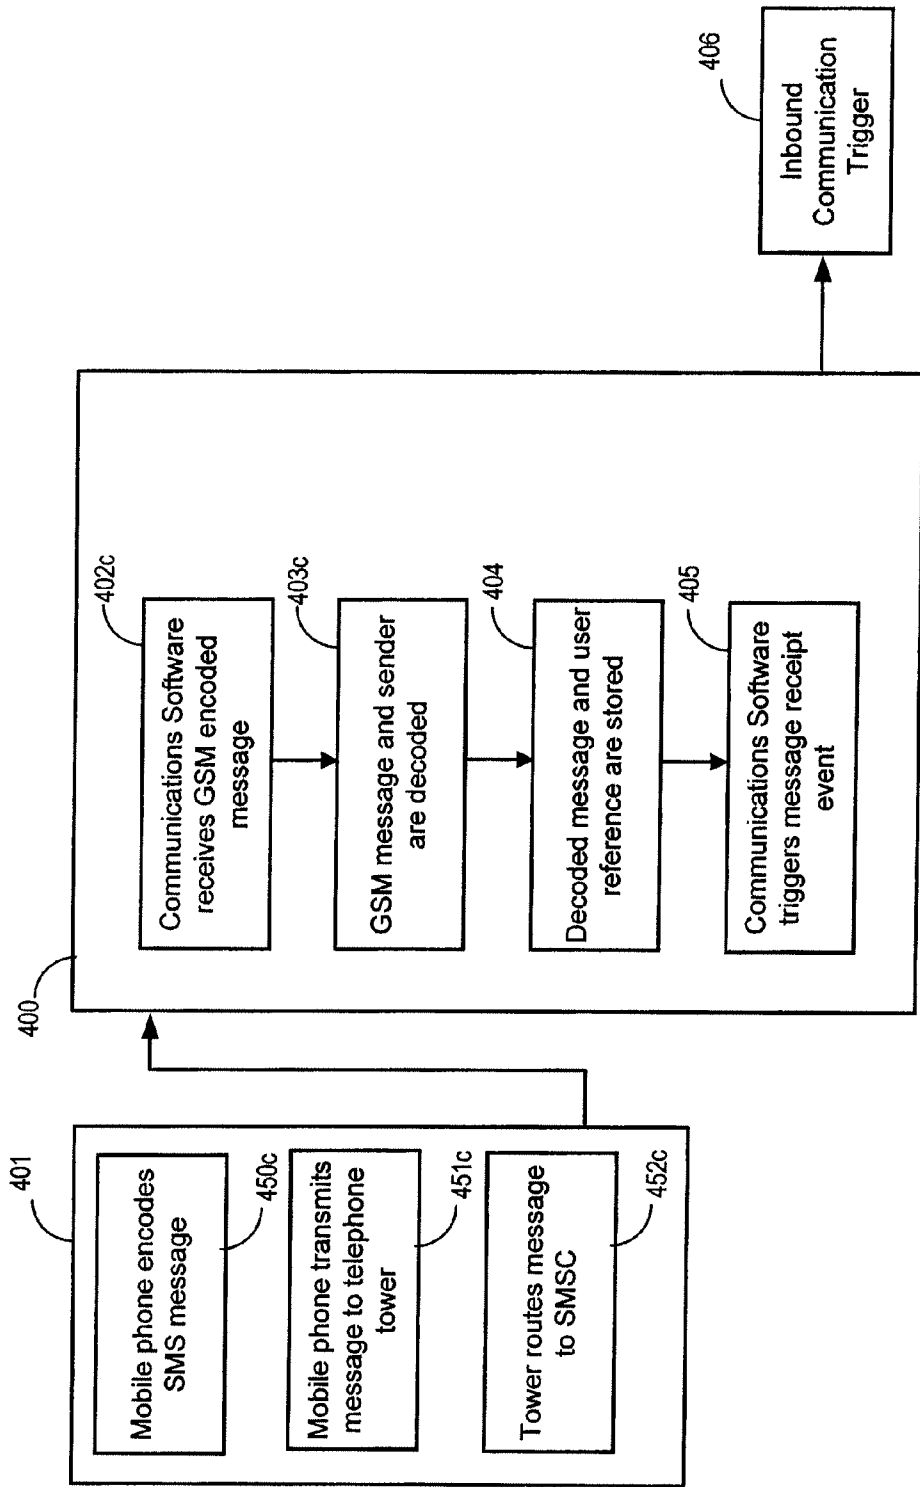 401
Mobile phone encodes
SMS message
450c
Mobile phone transmits
message to telephone
tower
451c
Tower routes message
to SMSC
452c
400
402c
Communications Software
receives GSM encoded
message
403c
GSM message and sender
are decoded
404
Decoded message and user
reference are stored
405
Communications Software
triggers message receipt
event
406
Inbound
Communication
Trigger